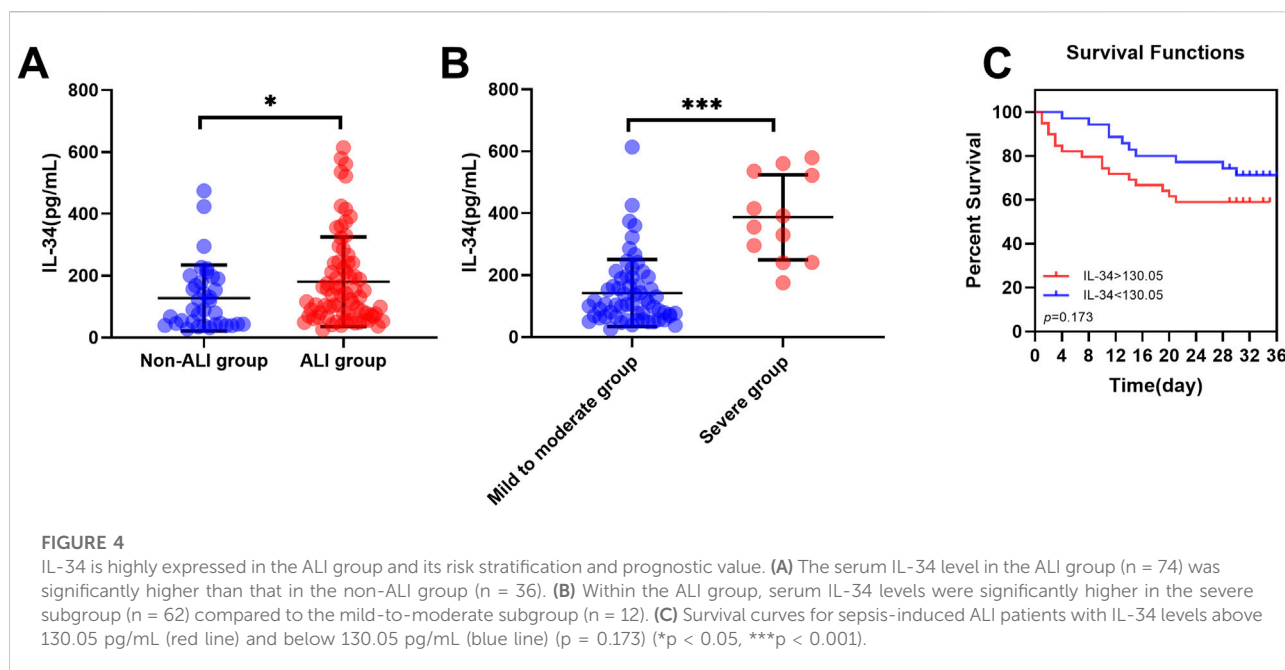 A
B
C
Survival Functions
800
600
400
200
0
IL-34(pg/mL)
*
Non-ALI group
ALI group
800
600
400
200
0
IL-34(pg/mL)
***
Mild to moderate group
Severe group
100
80
60
40
20
0
Percent Survival
IL-34>130.05
IL-34<130.05
p=0.173
0 4 8 12 16 20 24 28 32 36
Time(day)
FIGURE 4
IL-34 is highly expressed in the ALI group and its risk stratification and prognostic value. (A) The serum IL-34 level in the ALI group (n = 74) was
significantly higher than that in the non-ALI group (n = 36). (B) Within the ALI group, serum IL-34 levels were significantly higher in the severe
subgroup (n = 62) compared to the mild-to-moderate subgroup (n = 12). (C) Survival curves for sepsis-induced ALI patients with IL-34 levels above
130.05 pg/mL (red line) and below 130.05 pg/mL (blue line) (p = 0.173) (*p < 0.05, ***p < 0.001).